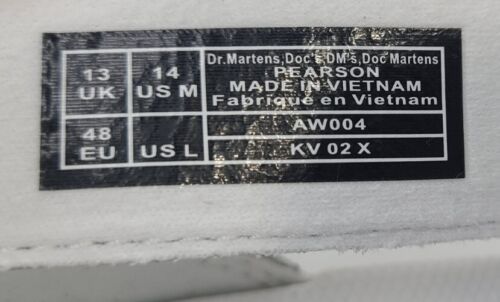 13 UK
14 US M
48 EU
US L
Dr.Martens,Doc's,DM's,Doc Martens
PEARSON
MADE IN VIETNAM
Fabriqué en Vietnam
AW004
KV 02 X